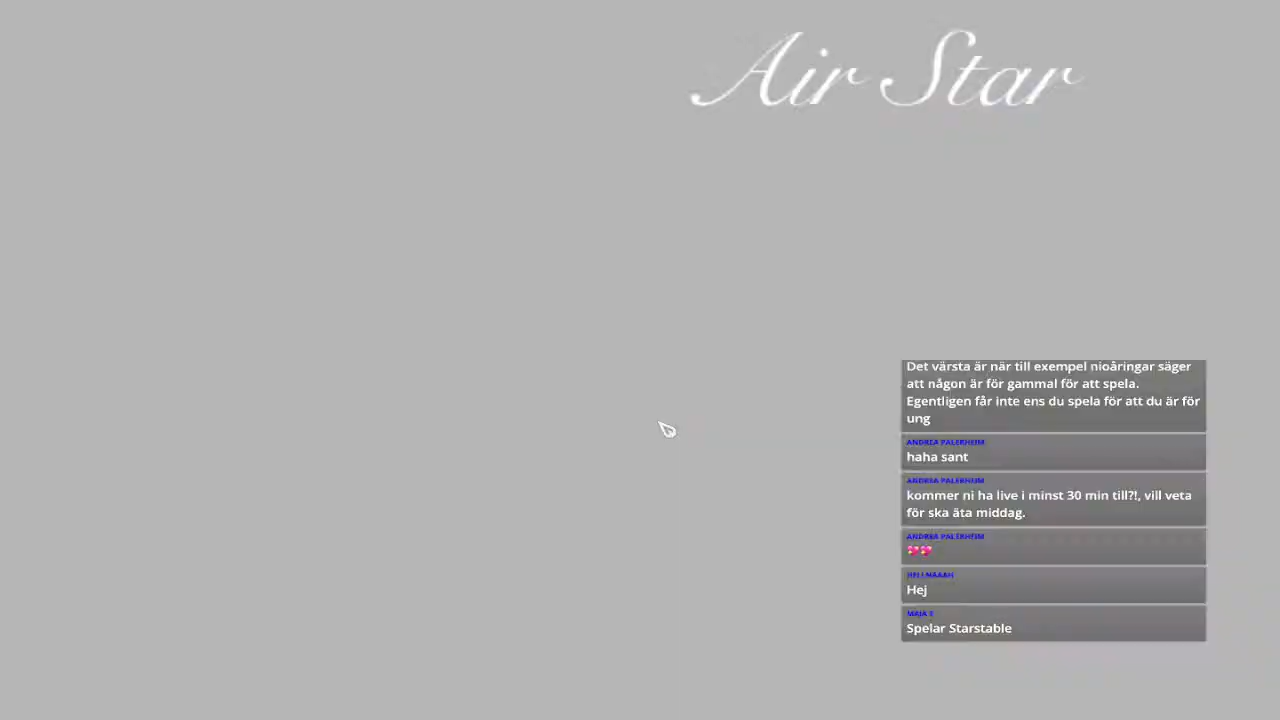 Air Star
Det värsta är när till exempel nioåringar säger
att någon är för gammal för att spela.
Egentligen får inte ens du spela för att du är för
ung
ANDREA PALERHEIM
haha sant
ANDREA PALERHEIM
kommer ni ha live i minst 30 min till?!, vill veta
för ska äta middag.
ANDREA PALERHEIM
💘💘
Hej
Spelar Starstable